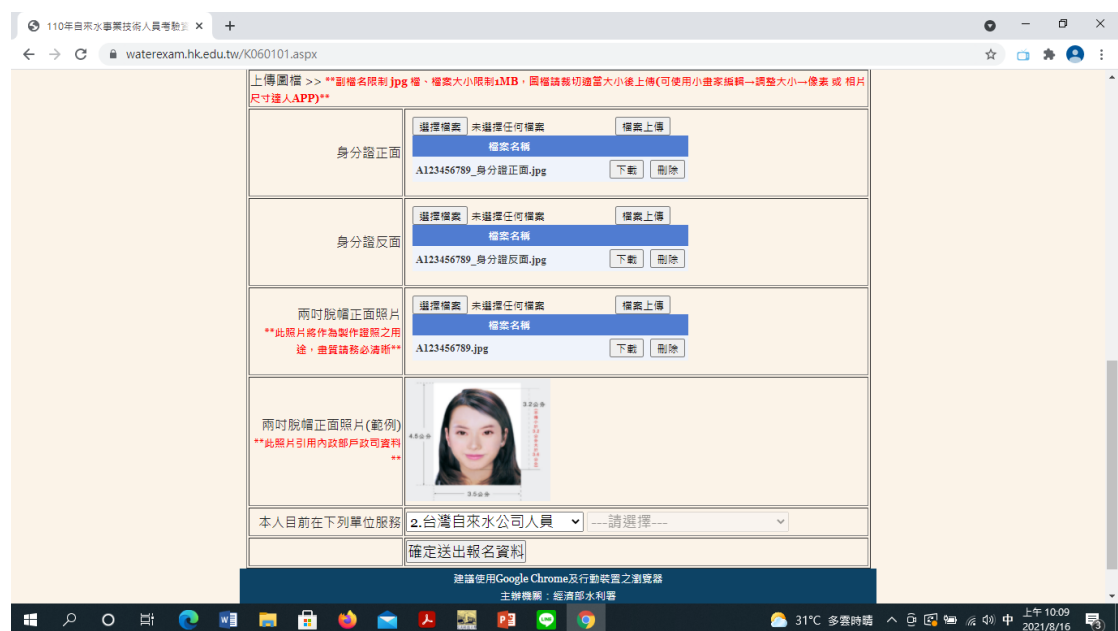 110年自來水事業技術人員考驗
waterexam.hk.edu.tw/K060101.aspx
上傳圖檔 >> **副檔名限制 jpg 檔、檔案大小限制1MB，圖檔請裁切適當大小後上傳(可使用小畫家編輯→調整大小→像素 或 相片
尺寸達人APP)**
身分證正面
選擇檔案 未選擇任何檔案 檔案上傳
檔案名稱
A123456789_身分證正面.jpg 下載 刪除
身分證反面
選擇檔案 未選擇任何檔案 檔案上傳
檔案名稱
A123456789_身分證反面.jpg 下載 刪除
兩吋脫帽正面照片
**此照片將作為製作證照之用
途，畫質請務必清晰**
選擇檔案 未選擇任何檔案 檔案上傳
檔案名稱
A123456789.jpg 下載 刪除
兩吋脫帽正面照片(範例)
**此照片引用內政部戶政司資料
**
3.2公分
4.5公分
3.5公分
本人目前在下列單位服務 2.台灣自來水公司人員 ---請選擇---
確定送出報名資料
建議使用Google Chrome及行動裝置之瀏覽器
主辦機關：經濟部水利署
31°C 多雲時晴 中 上午 10:09
2021/8/16
3